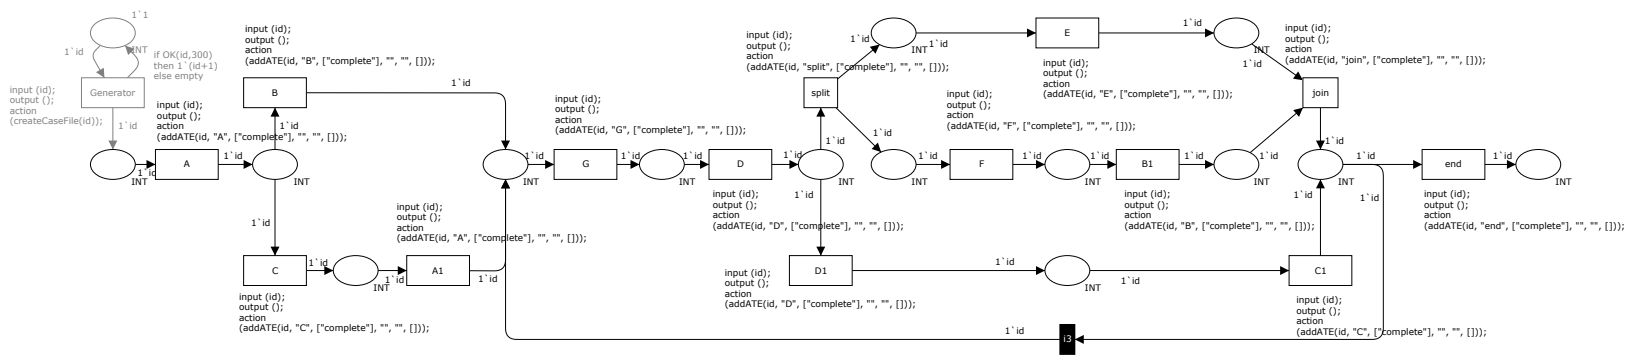 1`1
1`id
INT
if OK(id,300)
then 1`(id+1)
else empty
Generator
input (id);
output ();
action
(createCaseFile(id));
1`id
INT
1`id
A
input (id);
output ();
action
(addATE(id, "A", ["complete"], "", "", []));
1`id
INT
1`id
input (id);
output ();
action
(addATE(id, "B", ["complete"], "", "", []));
B
1`id
1`id
C
input (id);
output ();
action
(addATE(id, "C", ["complete"], "", "", []));
1`id
INT
1`id
A1
input (id);
output ();
action
(addATE(id, "A", ["complete"], "", "", []));
1`id
INT
1`id
G
input (id);
output ();
action
(addATE(id, "G", ["complete"], "", "", []));
1`id
INT
1`id
D
input (id);
output ();
action
(addATE(id, "D", ["complete"], "", "", []));
1`id
INT
1`id
split
input (id);
output ();
action
(addATE(id, "split", ["complete"], "", "", []));
1`id
INT
1`id
E
input (id);
output ();
action
(addATE(id, "E", ["complete"], "", "", []));
1`id
INT
1`id
1`id
INT
1`id
F
input (id);
output ();
action
(addATE(id, "F", ["complete"], "", "", []));
1`id
INT
1`id
B1
input (id);
output ();
action
(addATE(id, "B", ["complete"], "", "", []));
1`id
INT
1`id
join
input (id);
output ();
action
(addATE(id, "join", ["complete"], "", "", []));
1`id
INT
1`id
D1
input (id);
output ();
action
(addATE(id, "D", ["complete"], "", "", []));
1`id
INT
1`id
C1
input (id);
output ();
action
(addATE(id, "C", ["complete"], "", "", []));
1`id
1`id
end
input (id);
output ();
action
(addATE(id, "end", ["complete"], "", "", []));
1`id
INT
1`id
i3
1`id